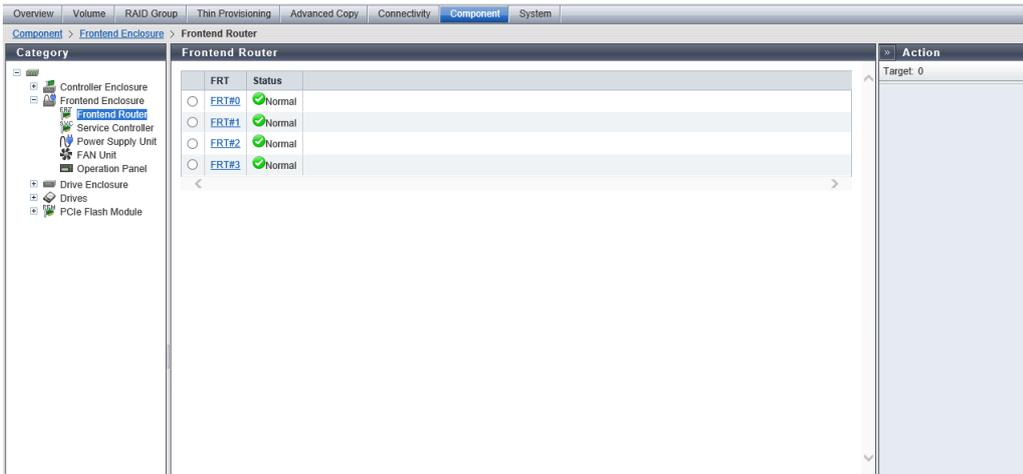 Overview Volume RAID Group Thin Provisioning Advanced Copy Connectivity Component System
Component > Frontend Enclosure > Frontend Router
Category
Controller Enclosure
Frontend Enclosure
Frontend Router
Service Controller
Power Supply Unit
FAN Unit
Operation Panel
Drive Enclosure
Drives
PCIe Flash Module
Frontend Router
FRT Status
FRT#0 Normal
FRT#1 Normal
FRT#2 Normal
FRT#3 Normal
» Action
Target: 0